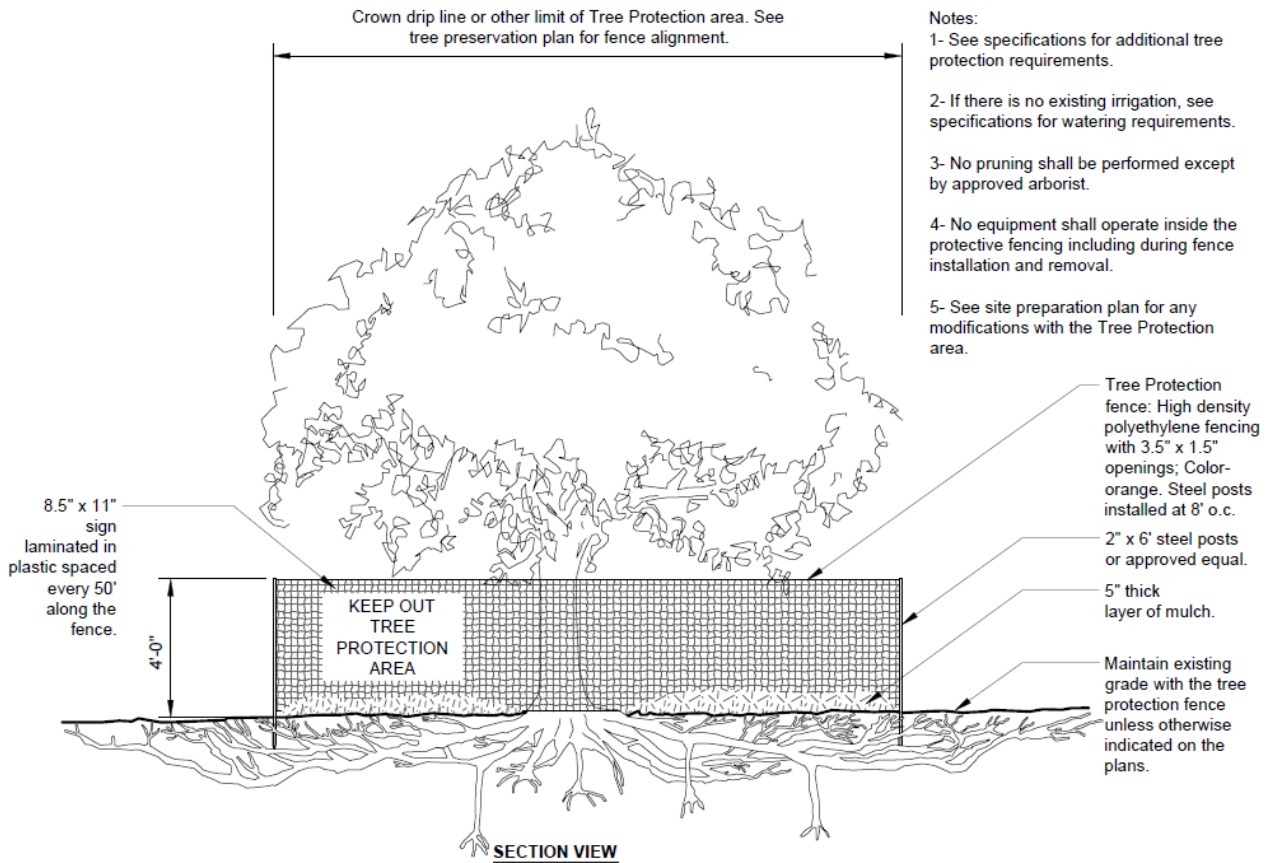 Crown drip line or other limit of Tree Protection area. See
tree preservation plan for fence alignment.
Notes:
1- See specifications for additional tree
protection requirements.
2- If there is no existing irrigation, see
specifications for watering requirements.
3- No pruning shall be performed except
by approved arborist.
4- No equipment shall operate inside the
protective fencing including during fence
installation and removal.
5- See site preparation plan for any
modifications with the Tree Protection
area.
Tree Protection
fence: High density
polyethylene fencing
with 3.5" x 1.5"
openings; Color-
orange. Steel posts
installed at 8' o.c.
2" x 6' steel posts
or approved equal.
5" thick
layer of mulch.
Maintain existing
grade with the tree
protection fence
unless otherwise
indicated on the
plans.
8.5" x 11"
sign
laminated in
plastic spaced
every 50'
along the
fence.
4'-0"
KEEP OUT
TREE
PROTECTION
AREA
SECTION VIEW